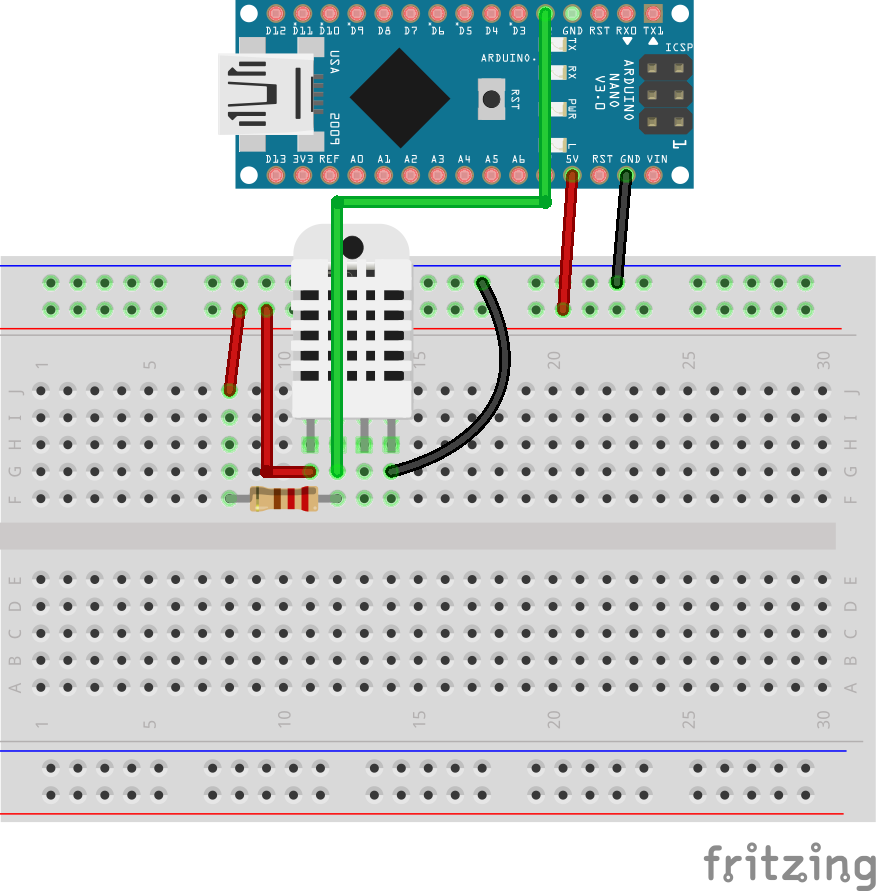 D12 D11 D10 D9 D8 D7 D6 D5 D4 D3 GND RST RX0 TX1
ICSP
USA
ARDUINO.
TX
RX
PWR
L
RST
ARDUINO
NANO
V3.0
2009
1
D13 3V3 REF A0 A1 A2 A3 A4 A5 A6 5V RST GND VIN
1 5 10 15 20 25 30
J J
I I
H H
G G
F F
E E
D D
C C
B B
A A
1 5 10 15 20 25 30
fritzing